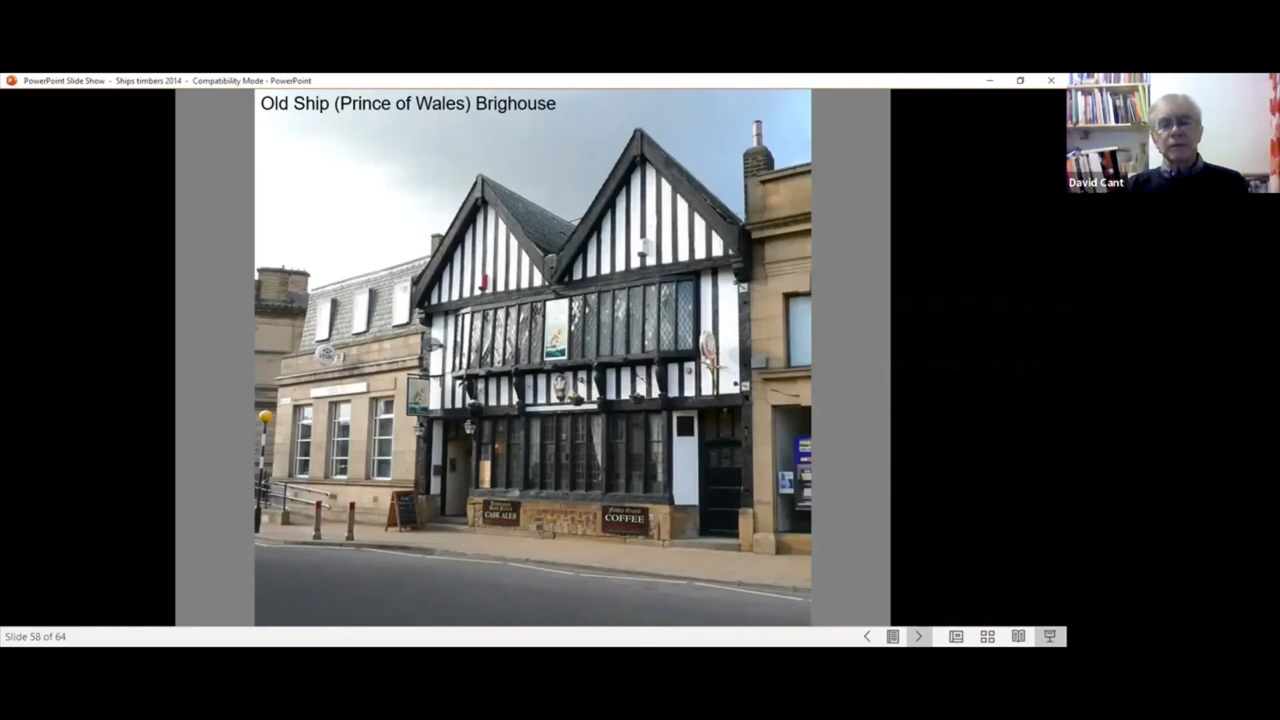 PowerPoint Slide Show - Ships timbers 2014 - Compatibility Mode - PowerPoint
Old Ship (Prince of Wales) Brighouse
David Cant
CASK ALES
COFFEE
Slide 58 of 64